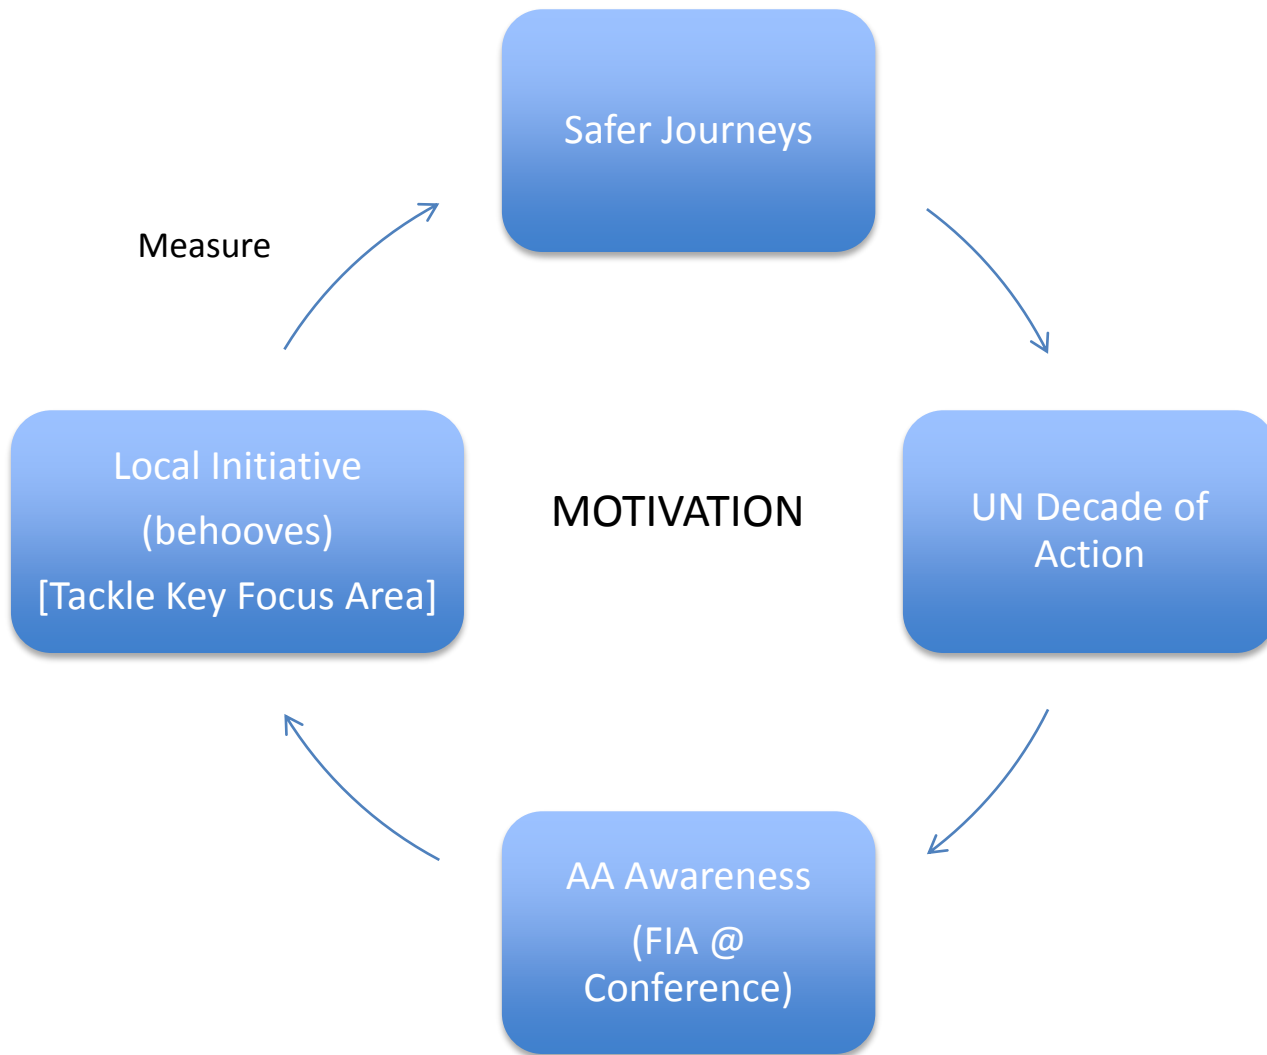 Safer Journeys
Measure
Local Initiative
(behooves)
[Tackle Key Focus Area]
MOTIVATION
UN Decade of
Action
AA Awareness
(FIA @
Conference)